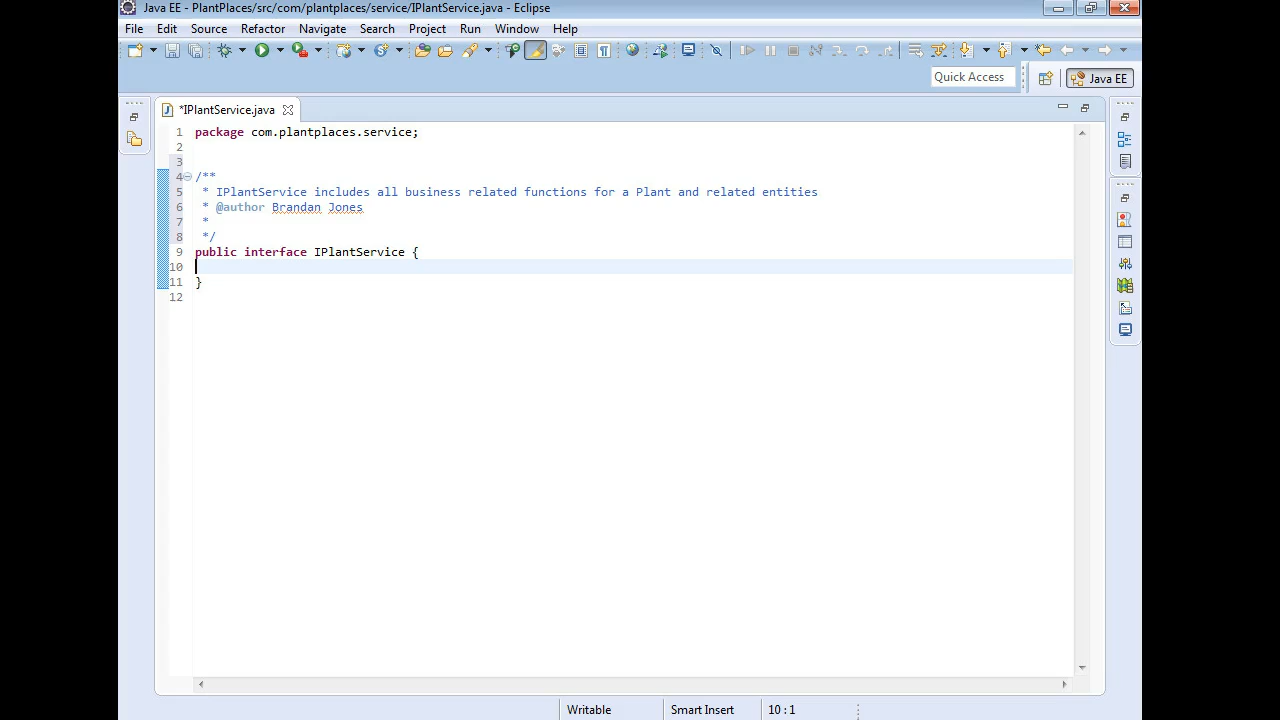 Java EE - PlantPlaces/src/com/plantplaces/service/IPlantService.java - Eclipse
File Edit Source Refactor Navigate Search Project Run Window Help
Quick Access Java EE
*IPlantService.java
1 package com.plantplaces.service;
2
3
4 /**
5 * IPlantService includes all business related functions for a Plant and related entities
6 * @author Brandan Jones
7 *
8 */
9 public interface IPlantService {
10
11 }
12
Writable Smart Insert 10 : 1